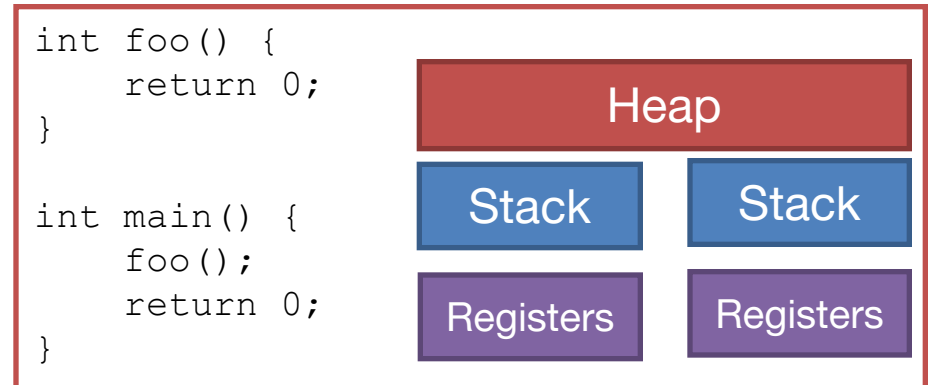 int foo() {
    return 0;
}
int main() {
    foo();
    return 0;
}
Heap
Stack Stack
Registers Registers